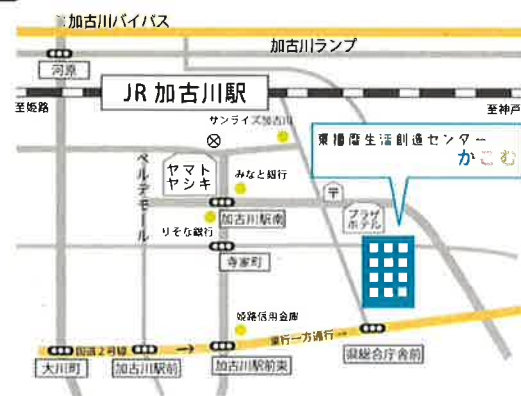 加古川バイパス
加古川ランプ
河原
JR 加古川駅
至姫路
至神戸
サンライズ加古川
東播磨生活創造センター
かこむ
ヤマト
ヤシキ
みなと銀行
ベルデモール
〒
プラザ
ホテル
加古川駅南
りそな銀行
寺家町
姫路信用金庫
国道2号線
→
東行一方通行→
大川町
加古川駅前
加古川駅前東
県総合庁舎前